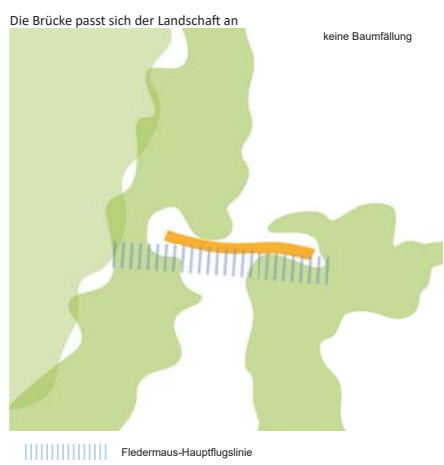 Die Brücke passt sich der Landschaft an
keine Baumfällung
Fledermaus-Hauptflugslinie